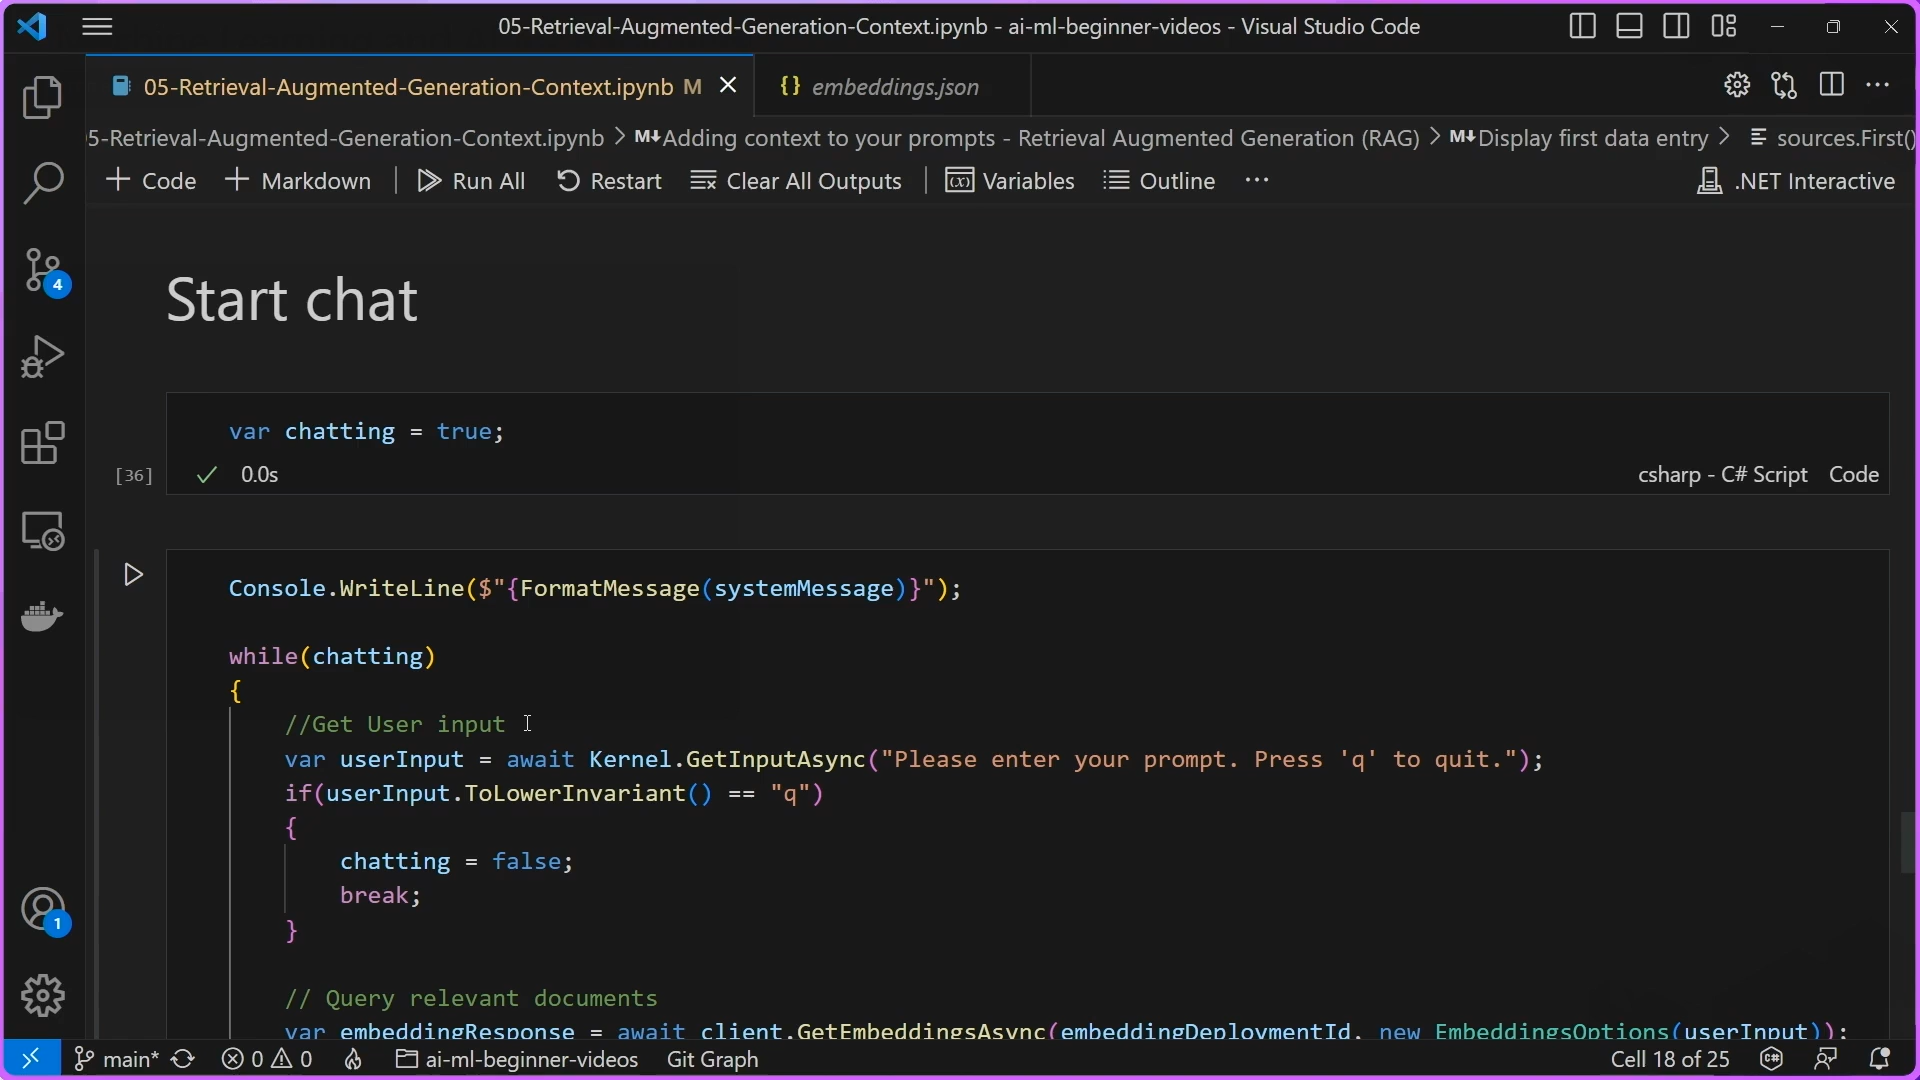 05-Retrieval-Augmented-Generation-Context.ipynb - ai-ml-beginner-videos - Visual Studio Code
05-Retrieval-Augmented-Generation-Context.ipynb M
{} embeddings.json
5-Retrieval-Augmented-Generation-Context.ipynb > M↓Adding context to your prompts - Retrieval Augmented Generation (RAG) > M↓Display first data entry > sources.First()
+ Code + Markdown | Run All Restart Clear All Outputs | Variables Outline ··· .NET Interactive
Start chat
var chatting = true;
[36] ✓ 0.0s csharp - C# Script Code
Console.WriteLine($"{FormatMessage(systemMessage)}");
while(chatting)
{
//Get User input
var userInput = await Kernel.GetInputAsync("Please enter your prompt. Press 'q' to quit.");
if(userInput.ToLowerInvariant() == "q")
{
chatting = false;
break;
}
// Query relevant documents
var embeddingResponse = await client.GetEmbeddingsAsync(embeddingDeploymentId, new EmbeddingsOptions(userInput));
4
1
main* 0 0 ai-ml-beginner-videos Git Graph Cell 18 of 25